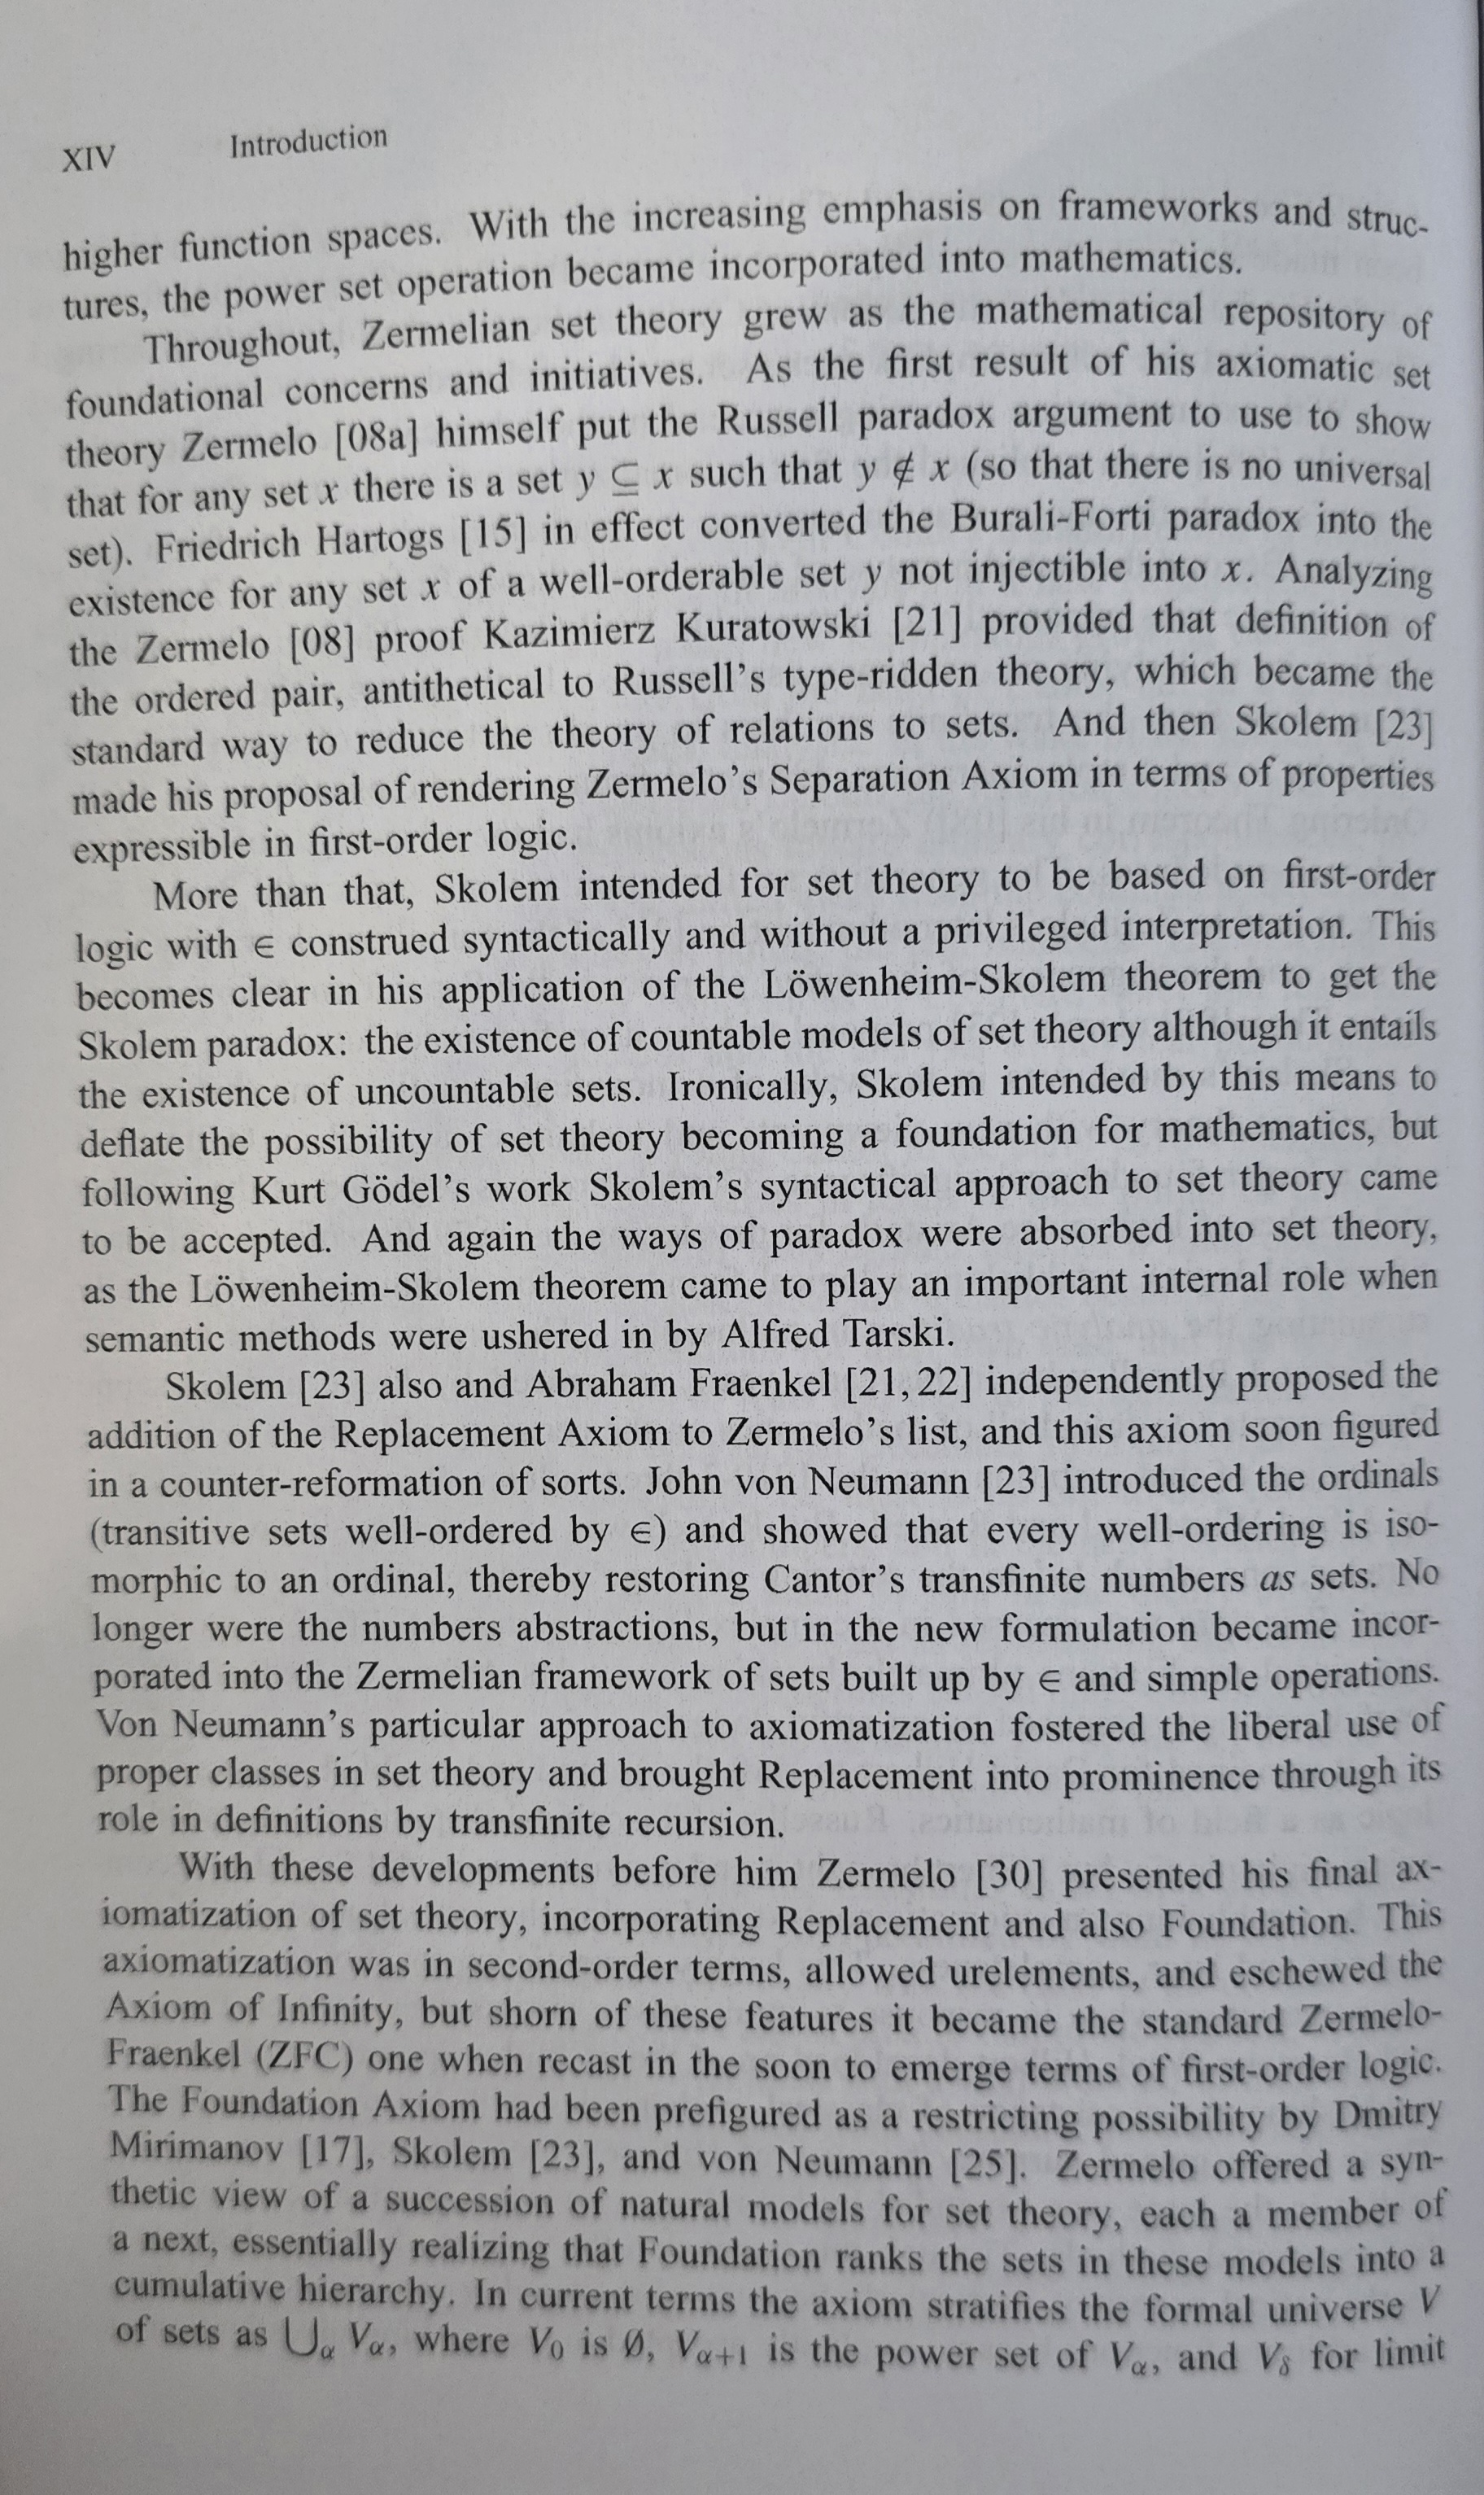 XIV Introduction
higher function spaces. With the increasing emphasis on frameworks and struc-
tures, the power set operation became incorporated into mathematics.
Throughout, Zermelian set theory grew as the mathematical repository of
foundational concerns and initiatives. As the first result of his axiomatic set
theory Zermelo [08a] himself put the Russell paradox argument to use to show
that for any set x there is a set y ⊆ x such that y ∉ x (so that there is no universal
set). Friedrich Hartogs [15] in effect converted the Burali-Forti paradox into the
existence for any set x of a well-orderable set y not injectible into x. Analyzing
the Zermelo [08] proof Kazimierz Kuratowski [21] provided that definition of
the ordered pair, antithetical to Russell's type-ridden theory, which became the
standard way to reduce the theory of relations to sets. And then Skolem [23]
made his proposal of rendering Zermelo's Separation Axiom in terms of properties
expressible in first-order logic.
More than that, Skolem intended for set theory to be based on first-order
logic with ∈ construed syntactically and without a privileged interpretation. This
becomes clear in his application of the Löwenheim-Skolem theorem to get the
Skolem paradox: the existence of countable models of set theory although it entails
the existence of uncountable sets. Ironically, Skolem intended by this means to
deflate the possibility of set theory becoming a foundation for mathematics, but
following Kurt Gödel's work Skolem's syntactical approach to set theory came
to be accepted. And again the ways of paradox were absorbed into set theory,
as the Löwenheim-Skolem theorem came to play an important internal role when
semantic methods were ushered in by Alfred Tarski.
Skolem [23] also and Abraham Fraenkel [21,22] independently proposed the
addition of the Replacement Axiom to Zermelo's list, and this axiom soon figured
in a counter-reformation of sorts. John von Neumann [23] introduced the ordinals
(transitive sets well-ordered by ∈) and showed that every well-ordering is iso-
morphic to an ordinal, thereby restoring Cantor's transfinite numbers as sets. No
longer were the numbers abstractions, but in the new formulation became incor-
porated into the Zermelian framework of sets built up by ∈ and simple operations.
Von Neumann's particular approach to axiomatization fostered the liberal use of
proper classes in set theory and brought Replacement into prominence through its
role in definitions by transfinite recursion.
With these developments before him Zermelo [30] presented his final ax-
iomatization of set theory, incorporating Replacement and also Foundation. This
axiomatization was in second-order terms, allowed urelements, and eschewed the
Axiom of Infinity, but shorn of these features it became the standard Zermelo-
Fraenkel (ZFC) one when recast in the soon to emerge terms of first-order logic.
The Foundation Axiom had been prefigured as a restricting possibility by Dmitry
Mirimanov [17], Skolem [23], and von Neumann [25]. Zermelo offered a syn-
thetic view of a succession of natural models for set theory, each a member of
a next, essentially realizing that Foundation ranks the sets in these models into a
cumulative hierarchy. In current terms the axiom stratifies the formal universe V
of sets as ⋃α Vα, where V0 is ∅, Vα+1 is the power set of Vα, and Vδ for limit